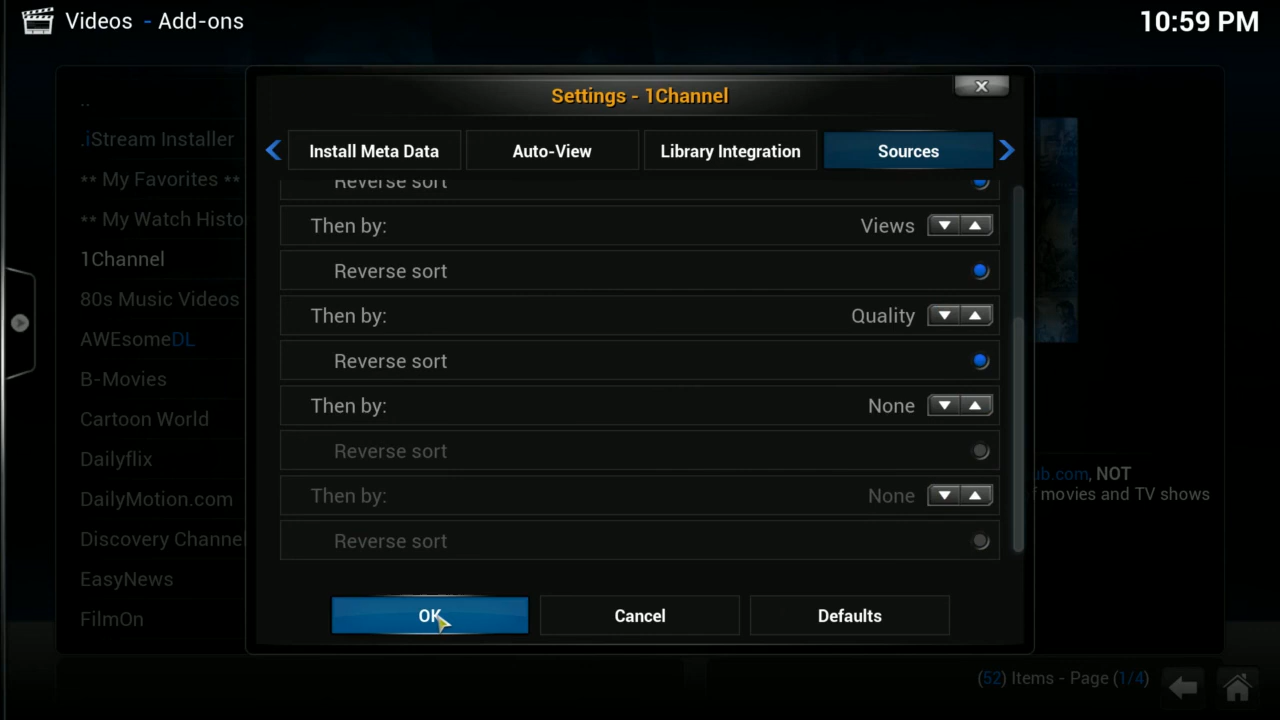 Videos - Add-ons
10:59 PM
Settings - 1Channel
Install Meta Data
Auto-View
Library Integration
Sources
..
.iStream Installer
** My Favorites **
** My Watch Histo
1Channel
80s Music Videos
AWEsomeDL
B-Movies
Cartoon World
Dailyflix
DailyMotion.com
Discovery Channe
EasyNews
FilmOn
Reverse sort
Then by: Views
Reverse sort
Then by: Quality
Reverse sort
Then by: None
Reverse sort
Then by: None
Reverse sort
ub.com, NOT
f movies and TV shows
OK
Cancel
Defaults
(52) Items - Page (1/4)